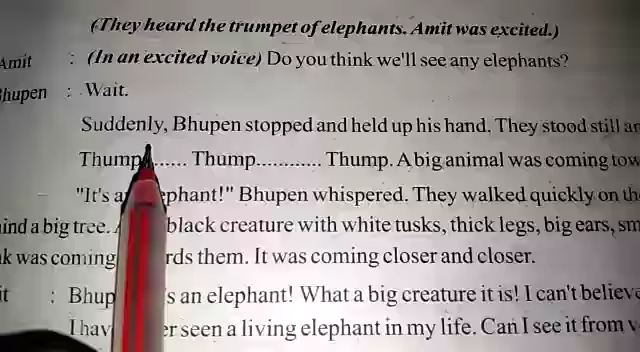 (They heard the trumpet of elephants. Amit was excited.)
Amit : (In an excited voice) Do you think we'll see any elephants?
Bhupen : Wait.
Suddenly, Bhupen stopped and held up his hand. They stood still
Thump....... Thump............ Thump. A big animal was coming
"It's ephant!" Bhupen whispered. They walked quickly on
a big tree. black creature with white tusks, thick legs, big ears,
was coming rds them. It was coming closer and closer.
: Bhup s an elephant! What a big creature it is! I can't
I hav er seen a living elephant in my life. Can I see it from